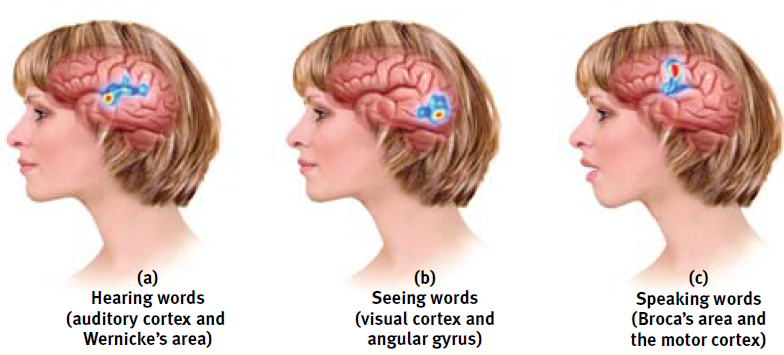 (a)
Hearing words
(auditory cortex and
Wernicke's area)
(b)
Seeing words
(visual cortex and
angular gyrus)
(c)
Speaking words
(Broca's area and
the motor cortex)